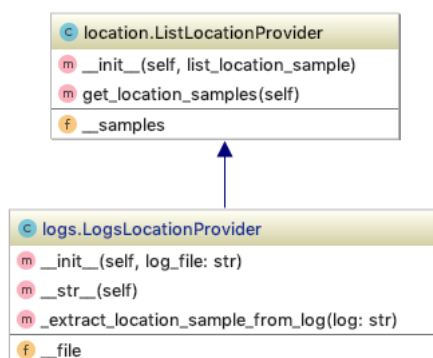 C location.ListLocationProvider
m __init__(self, list_location_sample)
m get_location_samples(self)
f __samples
C logs.LogsLocationProvider
m __init__(self, log_file: str)
m __str__(self)
m _extract_location_sample_from_log(log: str)
f __file